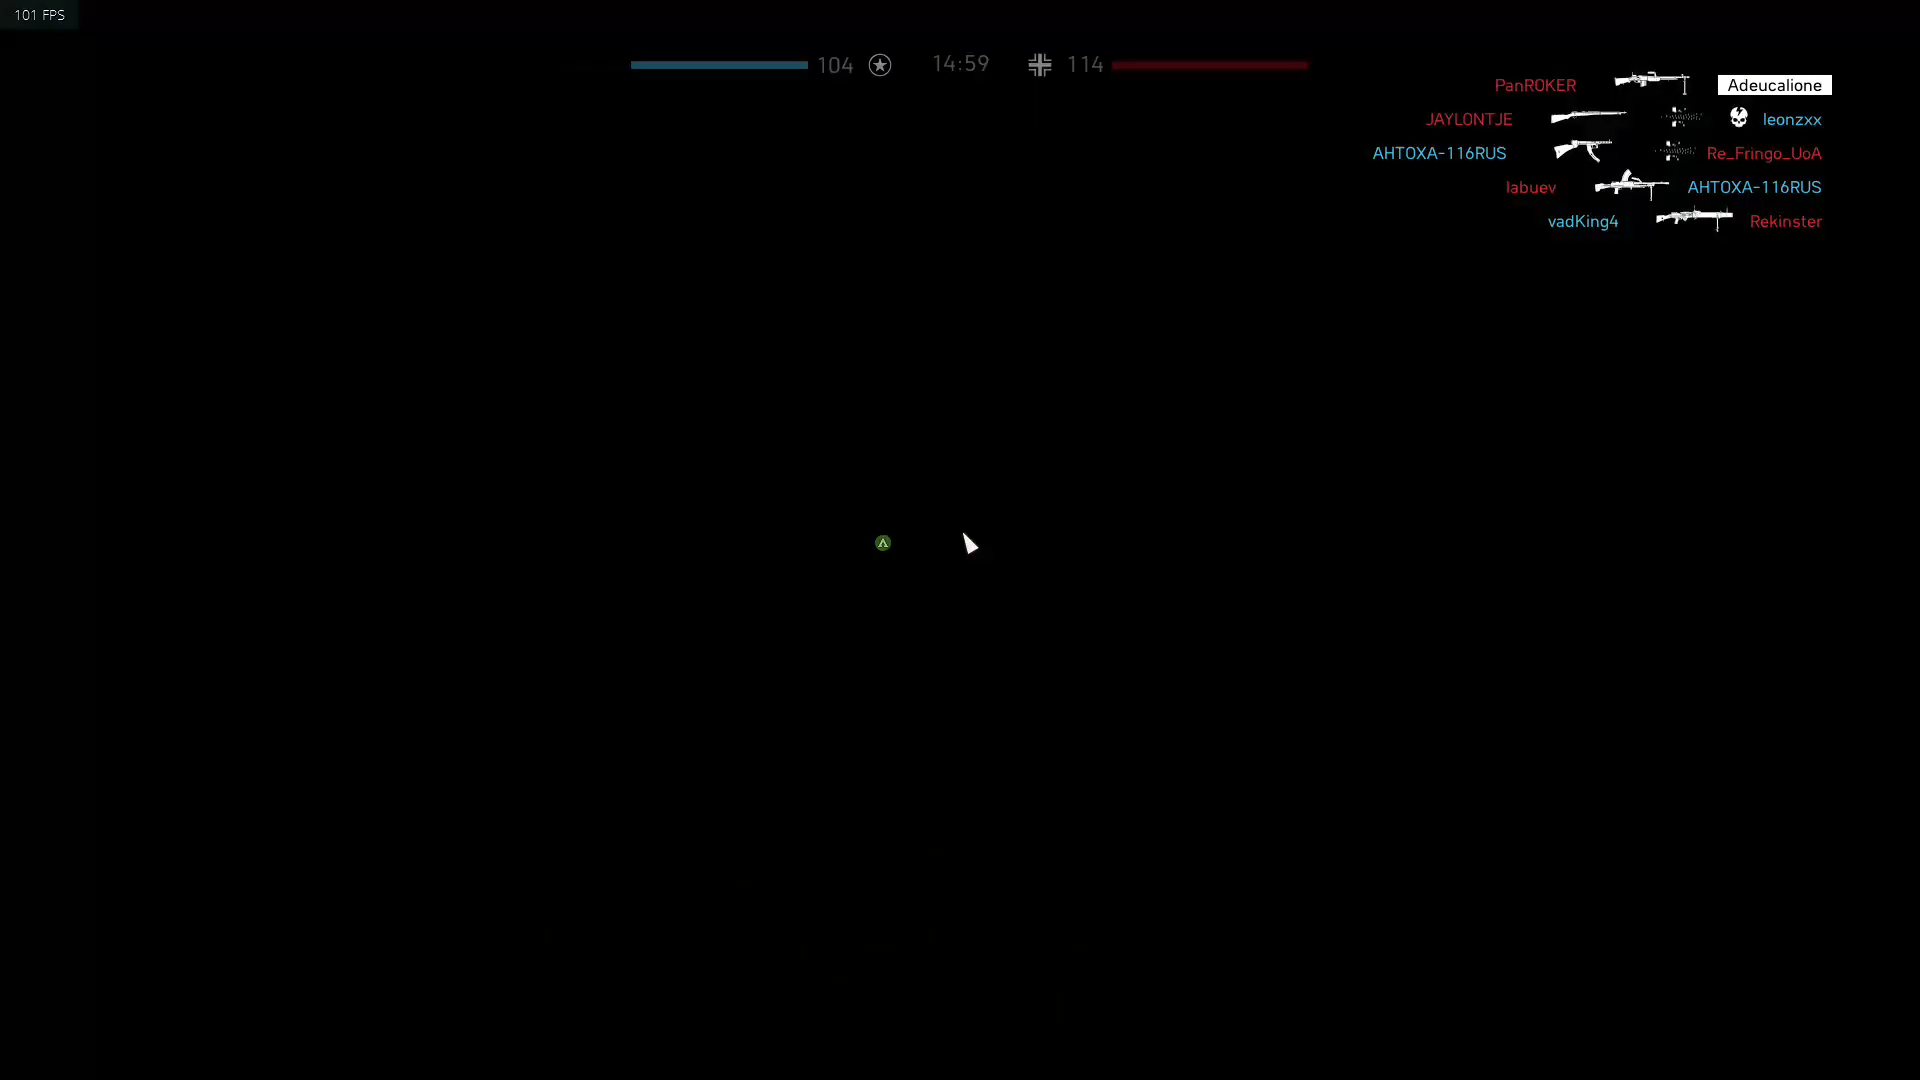 101 FPS
104 14:59 114
PanROKER Adeucalione
JAYLONTJE leonzxx
AHTOXA-116RUS Re_Fringo_UoA
labuev AHTOXA-116RUS
vadKing4 Rekinster